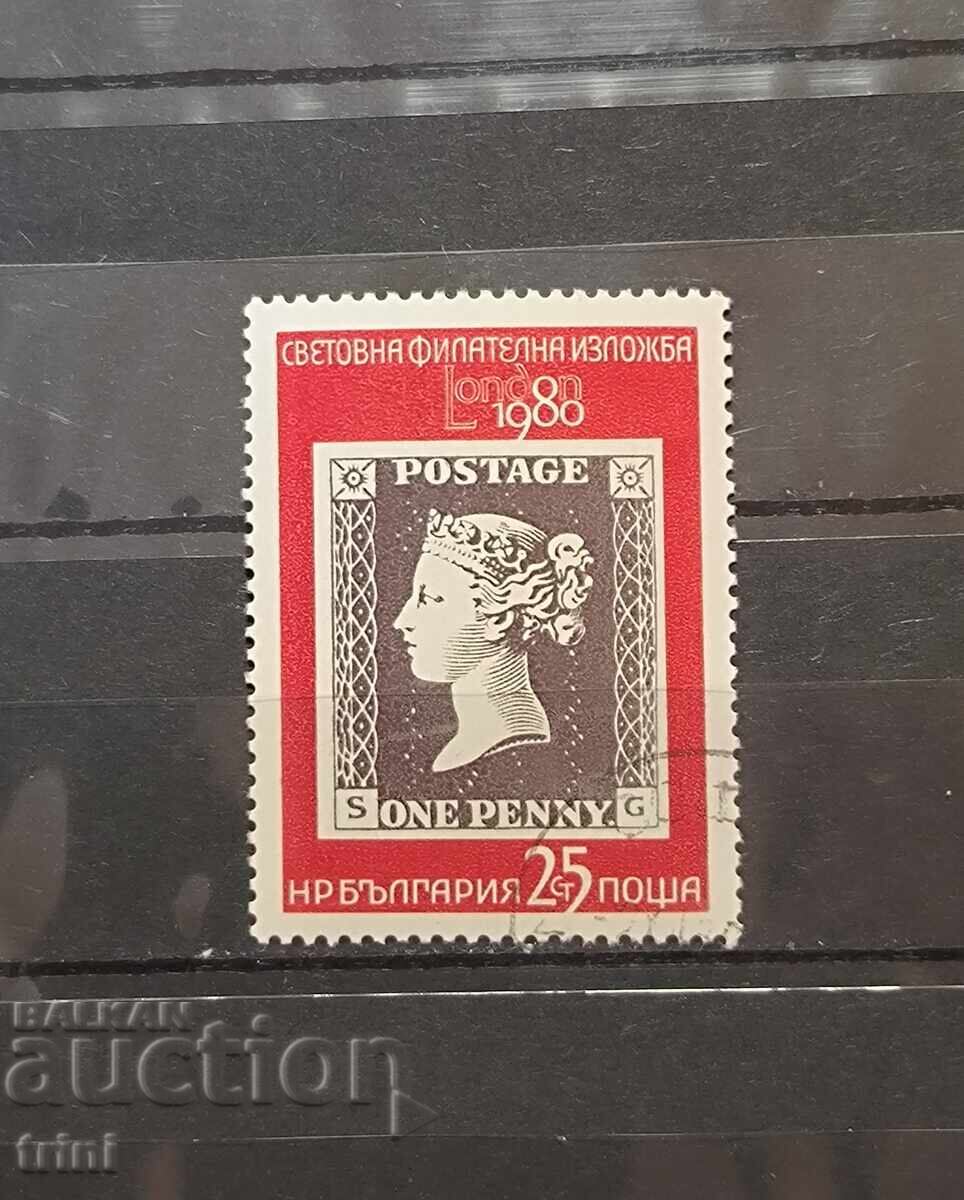 СВЕТОВНА ФИЛАТЕЛНА ИЗЛОЖБА
London
1980
POSTAGE
S ONE PENNY. G
НР БЪЛГАРИЯ 25 СТ ПОЩА
BALKAN
auction
trini